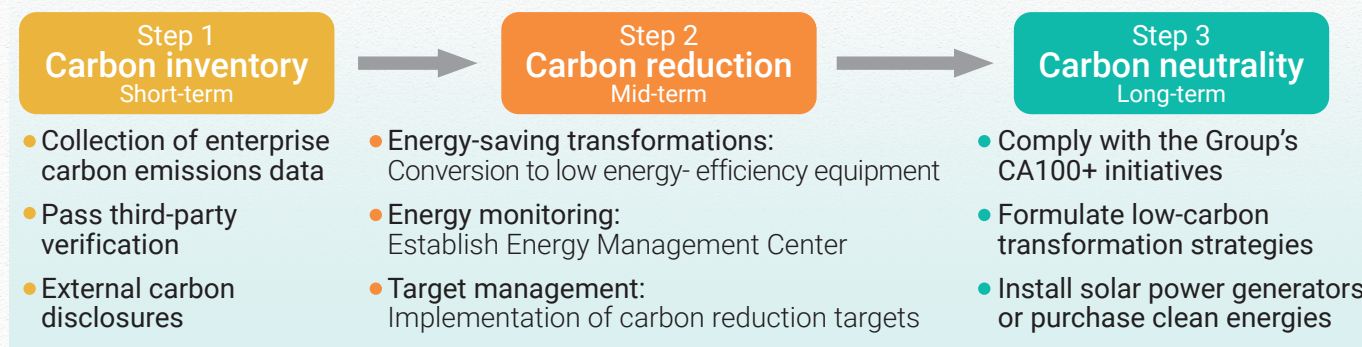 Step 1
Carbon inventory
Short-term
Collection of enterprise
carbon emissions data
Pass third-party
verification
External carbon
disclosures
Step 2
Carbon reduction
Mid-term
Energy-saving transformations:
Conversion to low energy- efficiency equipment
Energy monitoring:
Establish Energy Management Center
Target management:
Implementation of carbon reduction targets
Step 3
Carbon neutrality
Long-term
Comply with the Group's
CA100+ initiatives
Formulate low-carbon
transformation strategies
Install solar power generators
or purchase clean energies